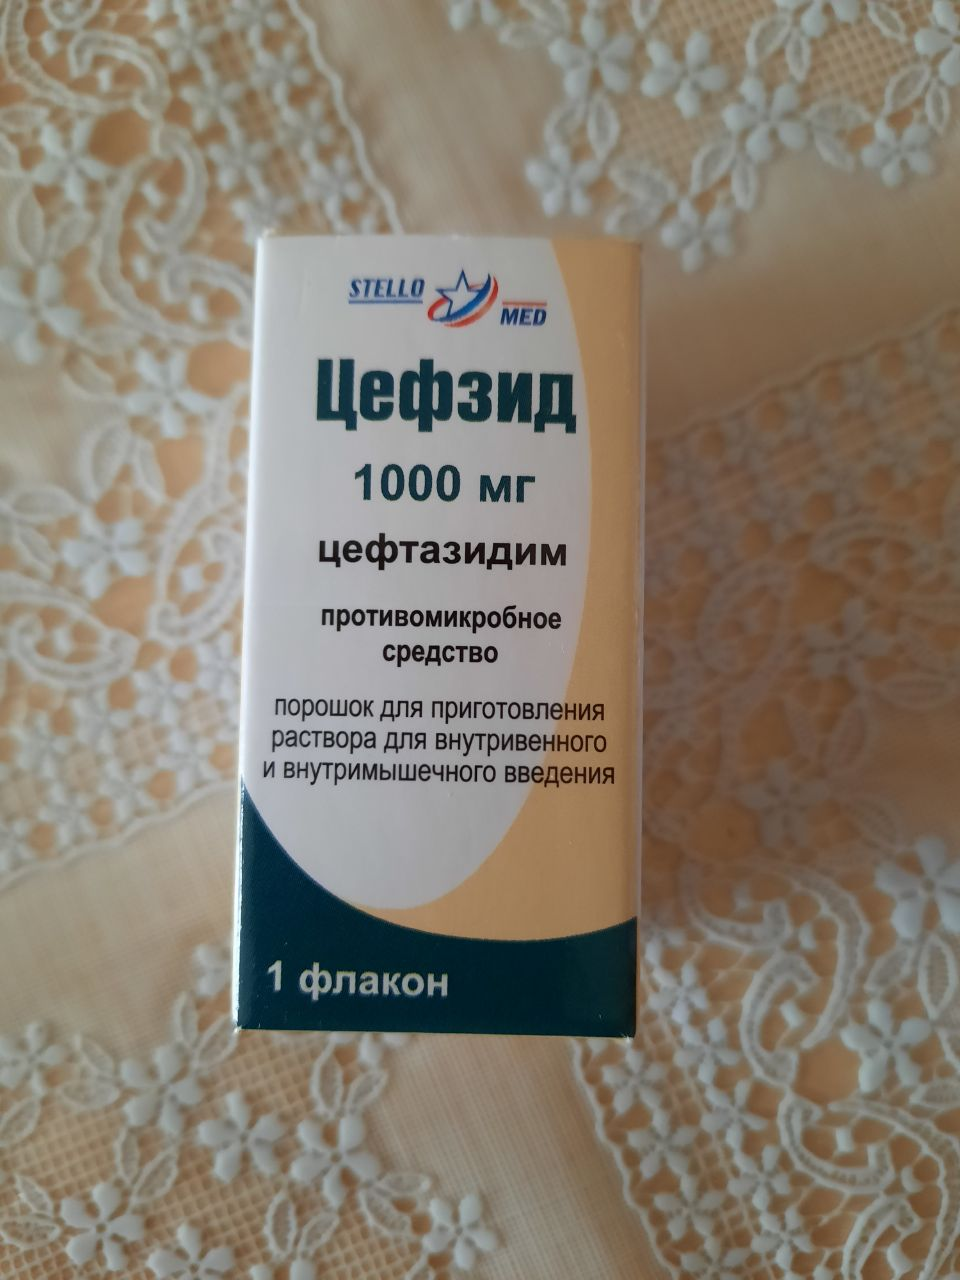 STELLO MED
Цефзид
1000 мг
цефтазидим
противомикробное
средство
порошок для приготовления
раствора для внутривенного
и внутримышечного введения
1 флакон